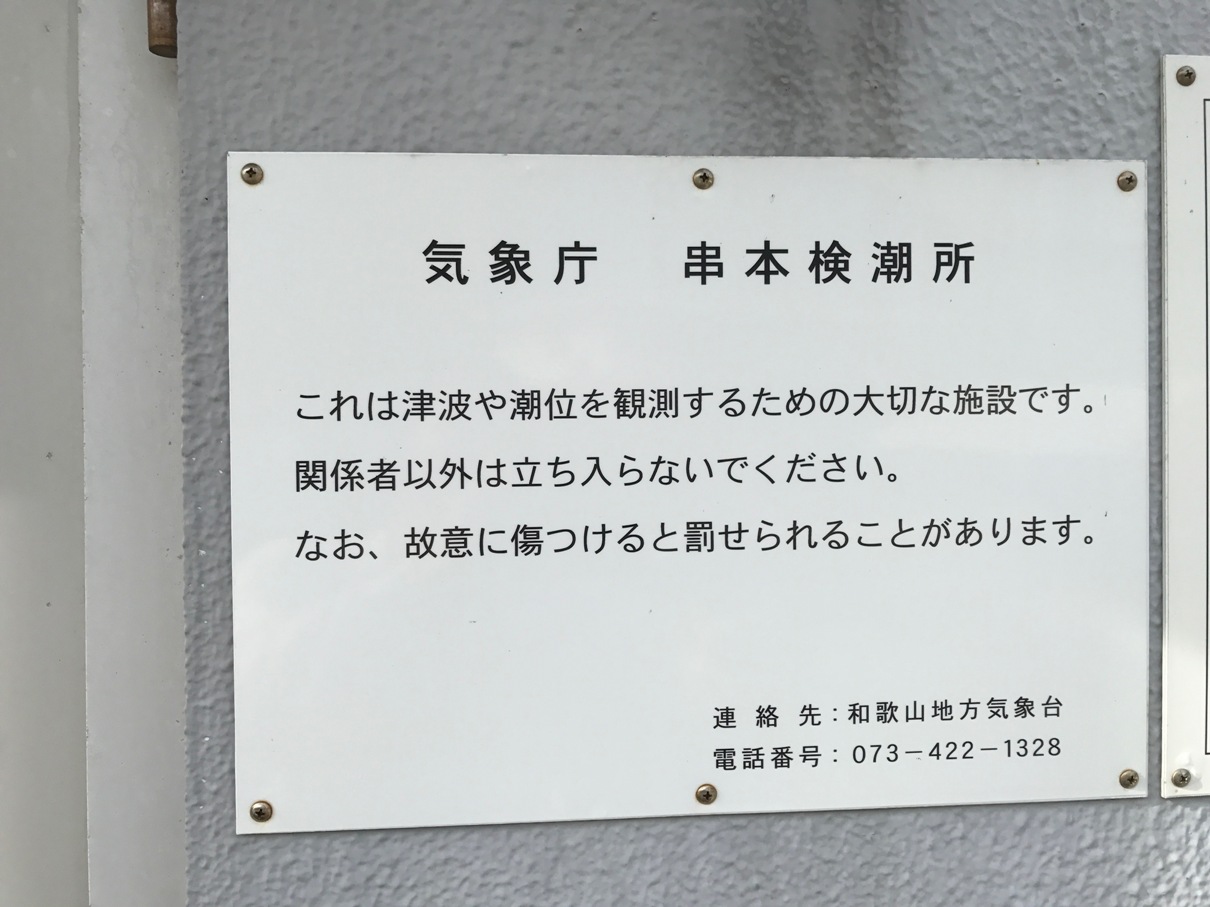 気象庁　串本検潮所
これは津波や潮位を観測するための大切な施設です。
関係者以外は立ち入らないでください。
なお、故意に傷つけると罰せられることがあります。
連絡先：和歌山地方気象台
電話番号：073－422－1328